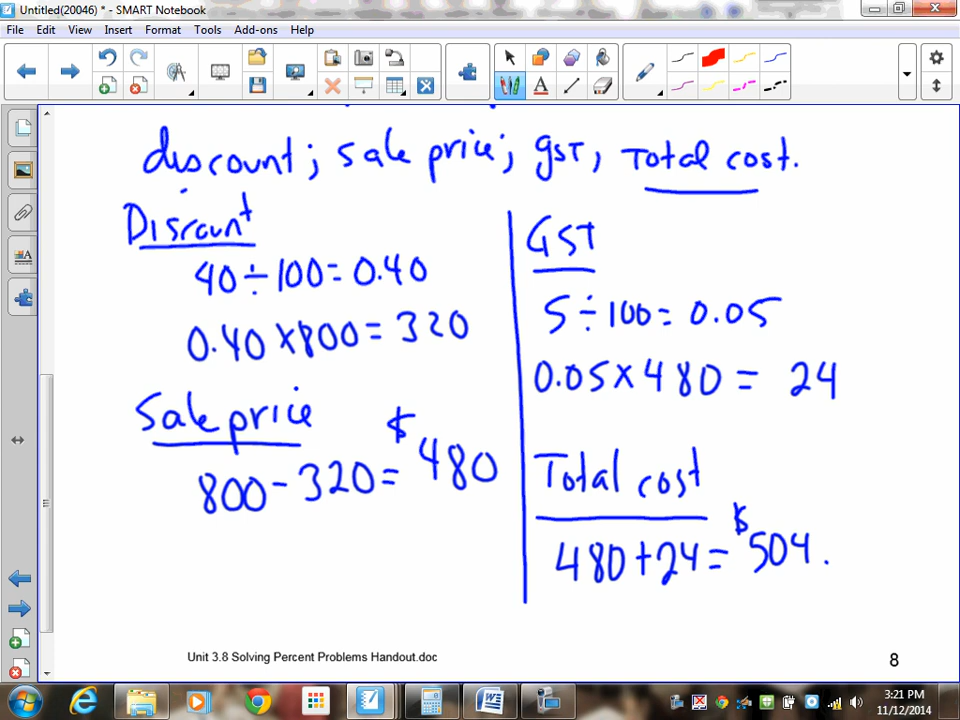 Untitled(20046) * - SMART Notebook
File Edit View Insert Format Tools Add-ons Help
discount; sale price; gst, Total cost.
Discount
40 ÷ 100 = 0.40
0.40 x 800 = 320
Sale price
800 - 320 = $480
GST
5 ÷ 100 = 0.05
0.05 x 480 = 24
Total cost
480 + 24 = $504.
Unit 3.8 Solving Percent Problems Handout.doc
8
3:21 PM
11/12/2014